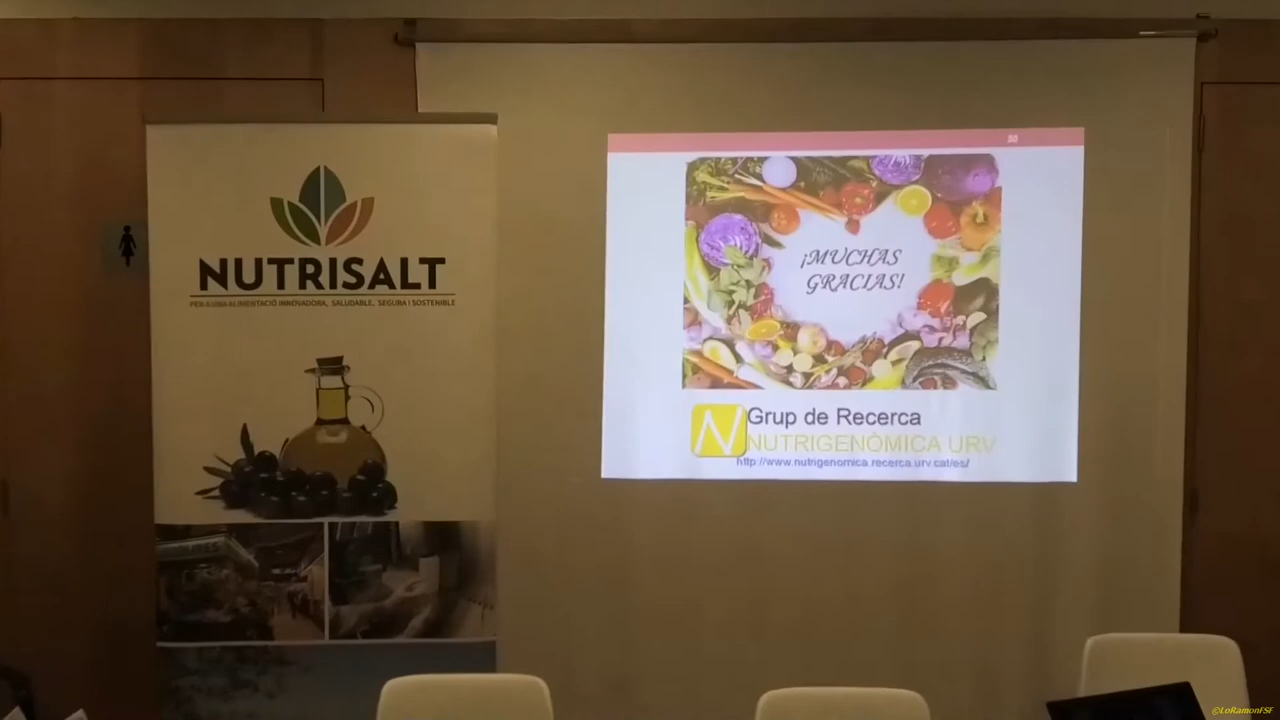 NUTRISALT
PER A UNA ALIMENTACIÓ INNOVADORA, SALUDABLE, SEGURA I SOSTENIBLE
¡MUCHAS
GRACIAS!
N
Grup de Recerca
NUTRIGENÒMICA URV
http://www.nutrigenomica.recerca.urv.cat/es/
@LoRamonFSF